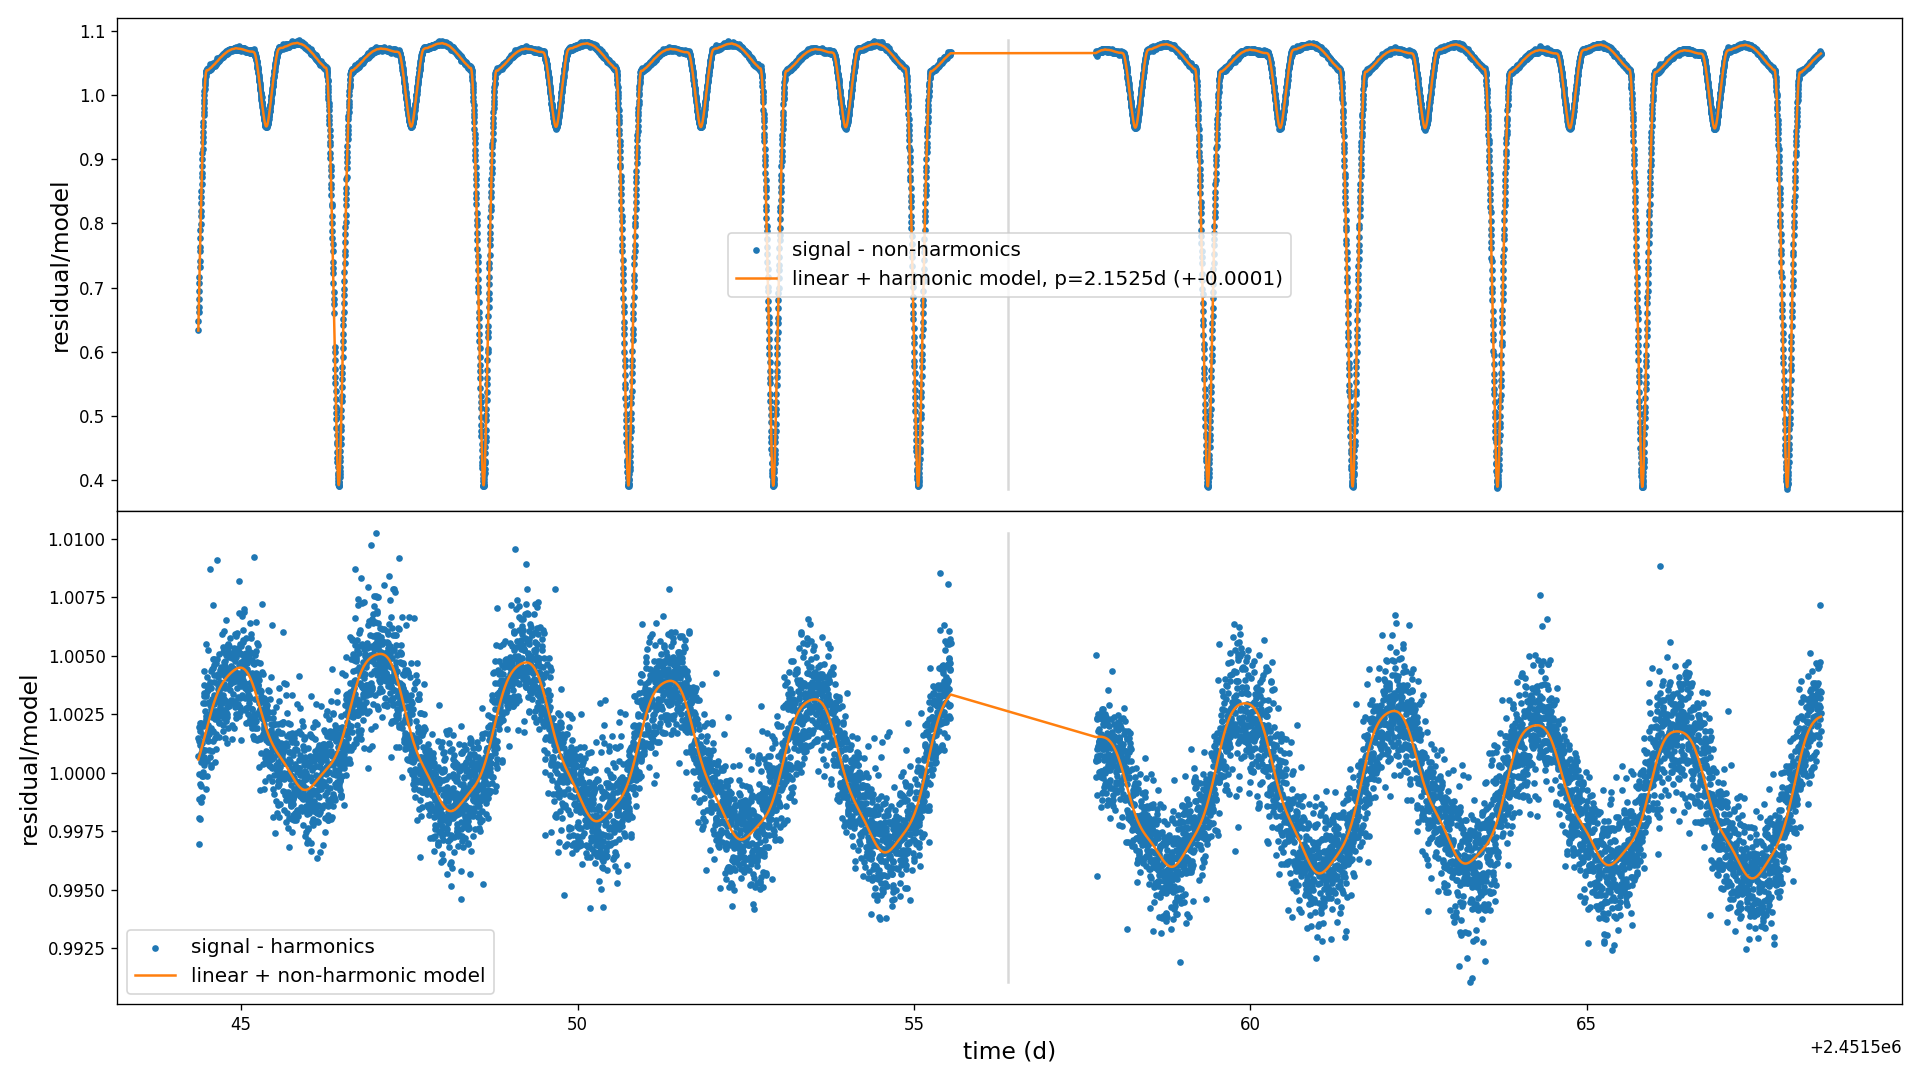 1.1
1.0
0.9
0.8
0.7
0.6
0.5
0.4
residual/model
signal - non-harmonics
linear + harmonic model, p=2.1525d (+-0.0001)
1.0100
1.0075
1.0050
1.0025
1.0000
0.9975
0.9950
0.9925
residual/model
signal - harmonics
linear + non-harmonic model
45 50 55 60 65
time (d)
+2.4515e6